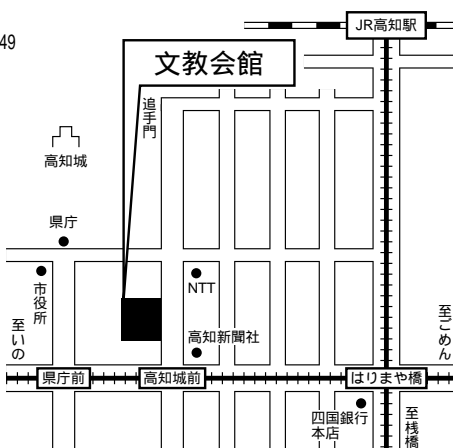 JR高知駅
49
文教会館
追手門
高知城
県庁
市役所
NTT
至いの
高知新聞社
至ごめん
県庁前
高知城前
はりまや橋
四国銀行
本店
至桟橋